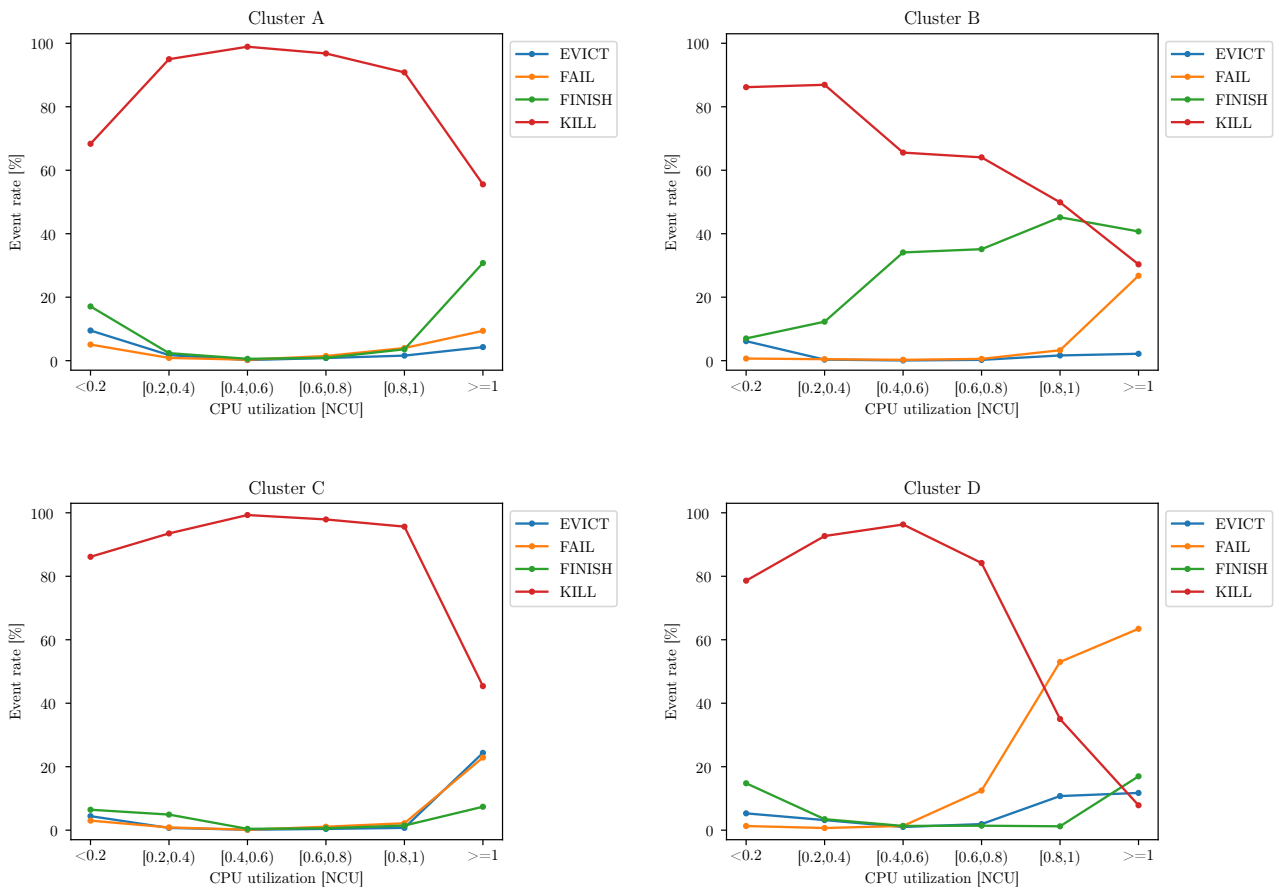 Cluster A
100
80
60
40
20
0
Event rate [%]
<0.2
[0.2,0.4)
[0.4,0.6)
[0.6,0.8)
[0.8,1)
>=1
CPU utilization [NCU]
EVICT
FAIL
FINISH
KILL
Cluster B
100
80
60
40
20
0
Event rate [%]
<0.2
[0.2,0.4)
[0.4,0.6)
[0.6,0.8)
[0.8,1)
>=1
CPU utilization [NCU]
EVICT
FAIL
FINISH
KILL
Cluster C
100
80
60
40
20
0
Event rate [%]
<0.2
[0.2,0.4)
[0.4,0.6)
[0.6,0.8)
[0.8,1)
>=1
CPU utilization [NCU]
EVICT
FAIL
FINISH
KILL
Cluster D
100
80
60
40
20
0
Event rate [%]
<0.2
[0.2,0.4)
[0.4,0.6)
[0.6,0.8)
[0.8,1)
>=1
CPU utilization [NCU]
EVICT
FAIL
FINISH
KILL